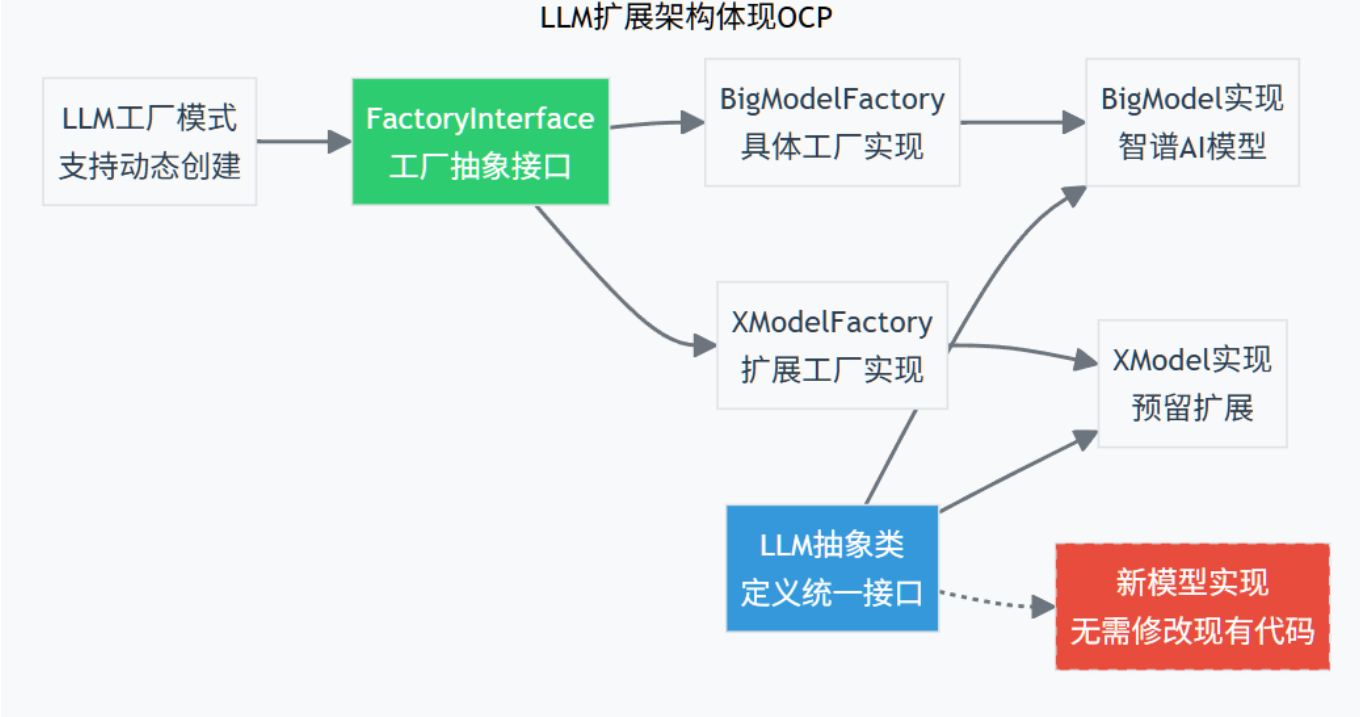 LLM扩展架构体现OCP
LLM工厂模式
支持动态创建
FactoryInterface
工厂抽象接口
BigModelFactory
具体工厂实现
BigModel实现
智谱AI模型
XModelFactory
扩展工厂实现
XModel实现
预留扩展
LLM抽象类
定义统一接口
新模型实现
无需修改现有代码